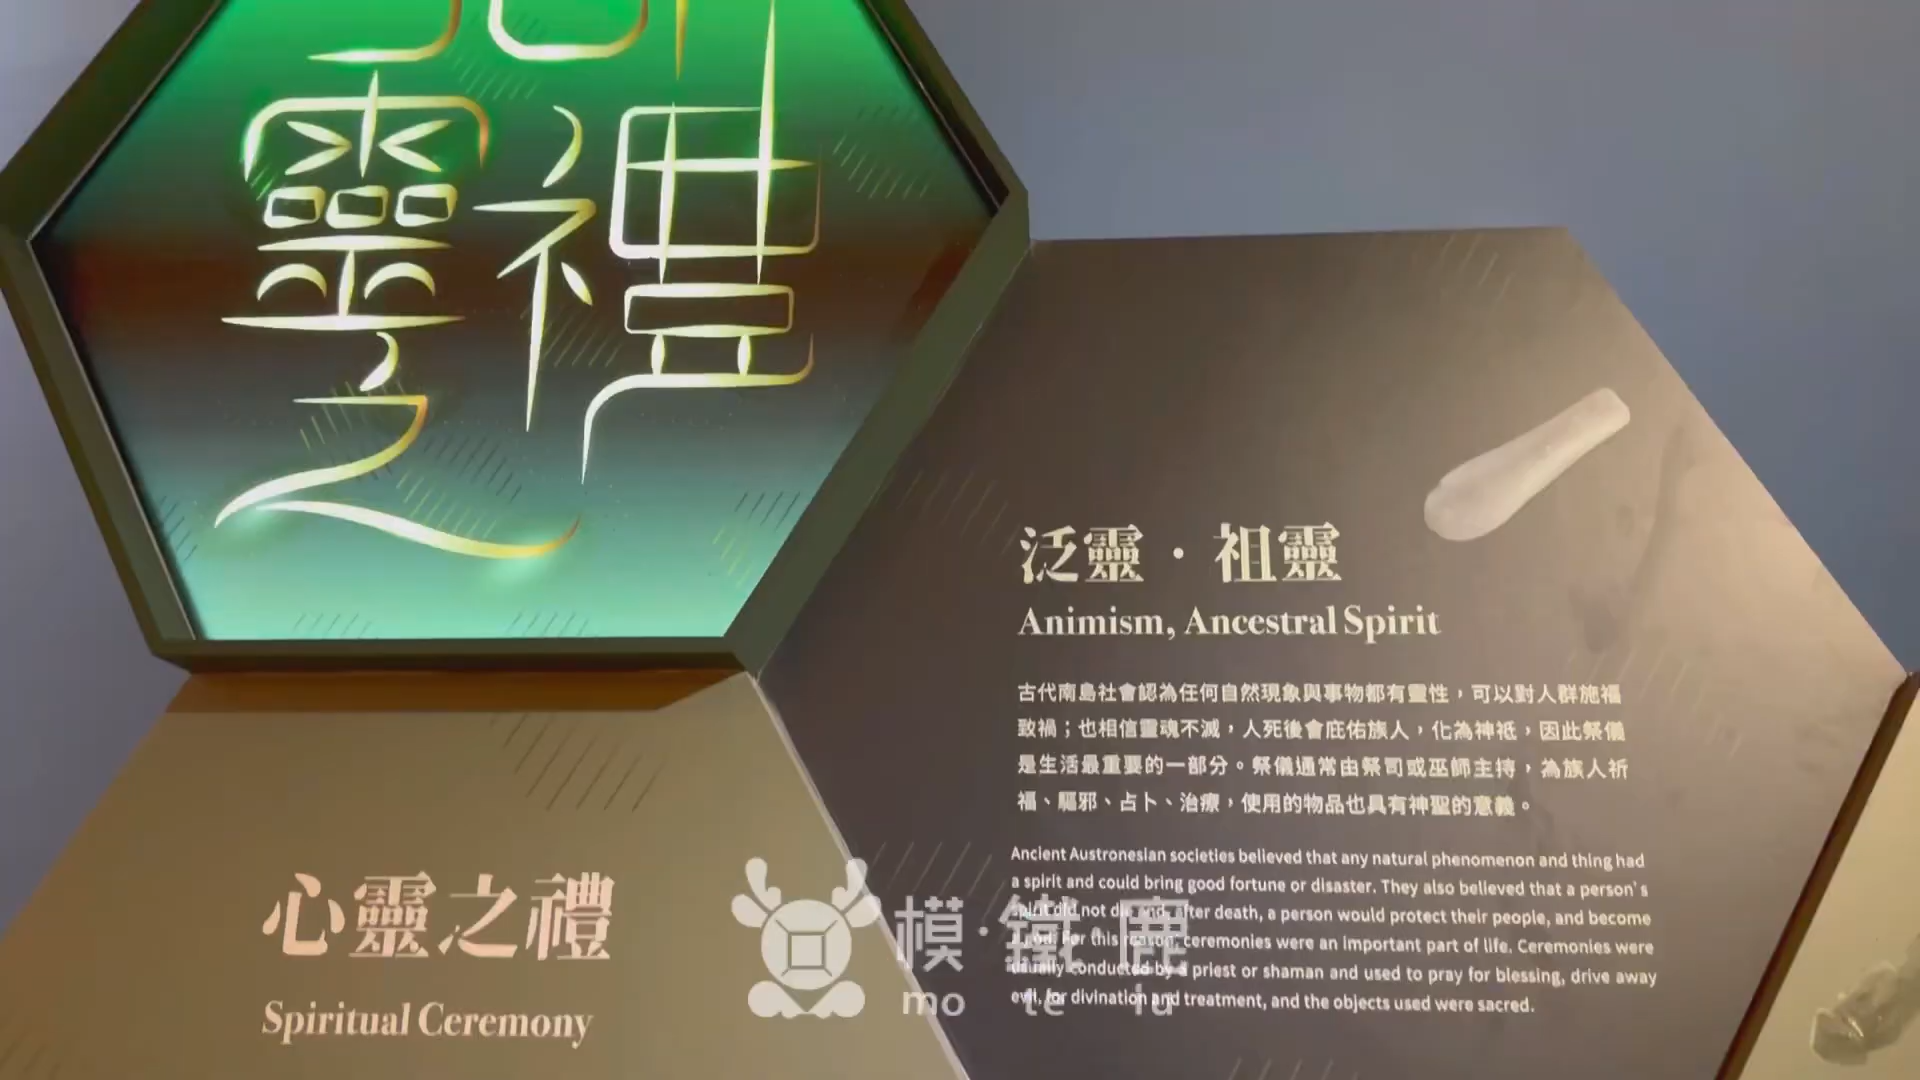 靈禮
之
泛靈・祖靈
Animism, Ancestral Spirit
古代南島社會認為任何自然現象與事物都有靈性，可以對人群施福
致禍；也相信靈魂不滅，人死後會庇佑族人，化為神祇，因此祭儀
是生活最重要的一部分。祭儀通常由祭司或巫師主持，為族人祈
福、驅邪、占卜、治療，使用的物品也具有神聖的意義。
Ancient Austronesian societies believed that any natural phenomenon and thing had
a spirit and could bring good fortune or disaster. They also believed that a person's
spirit did not die and, after death, a person would protect their people, and become
a god. For this reason, ceremonies were an important part of life. Ceremonies were
usually conducted by a priest or shaman and used to pray for blessing, drive away
evil, for divination and treatment, and the objects used were sacred.
心靈之禮
Spiritual Ceremony
模・鐵・鹿
mo te lu